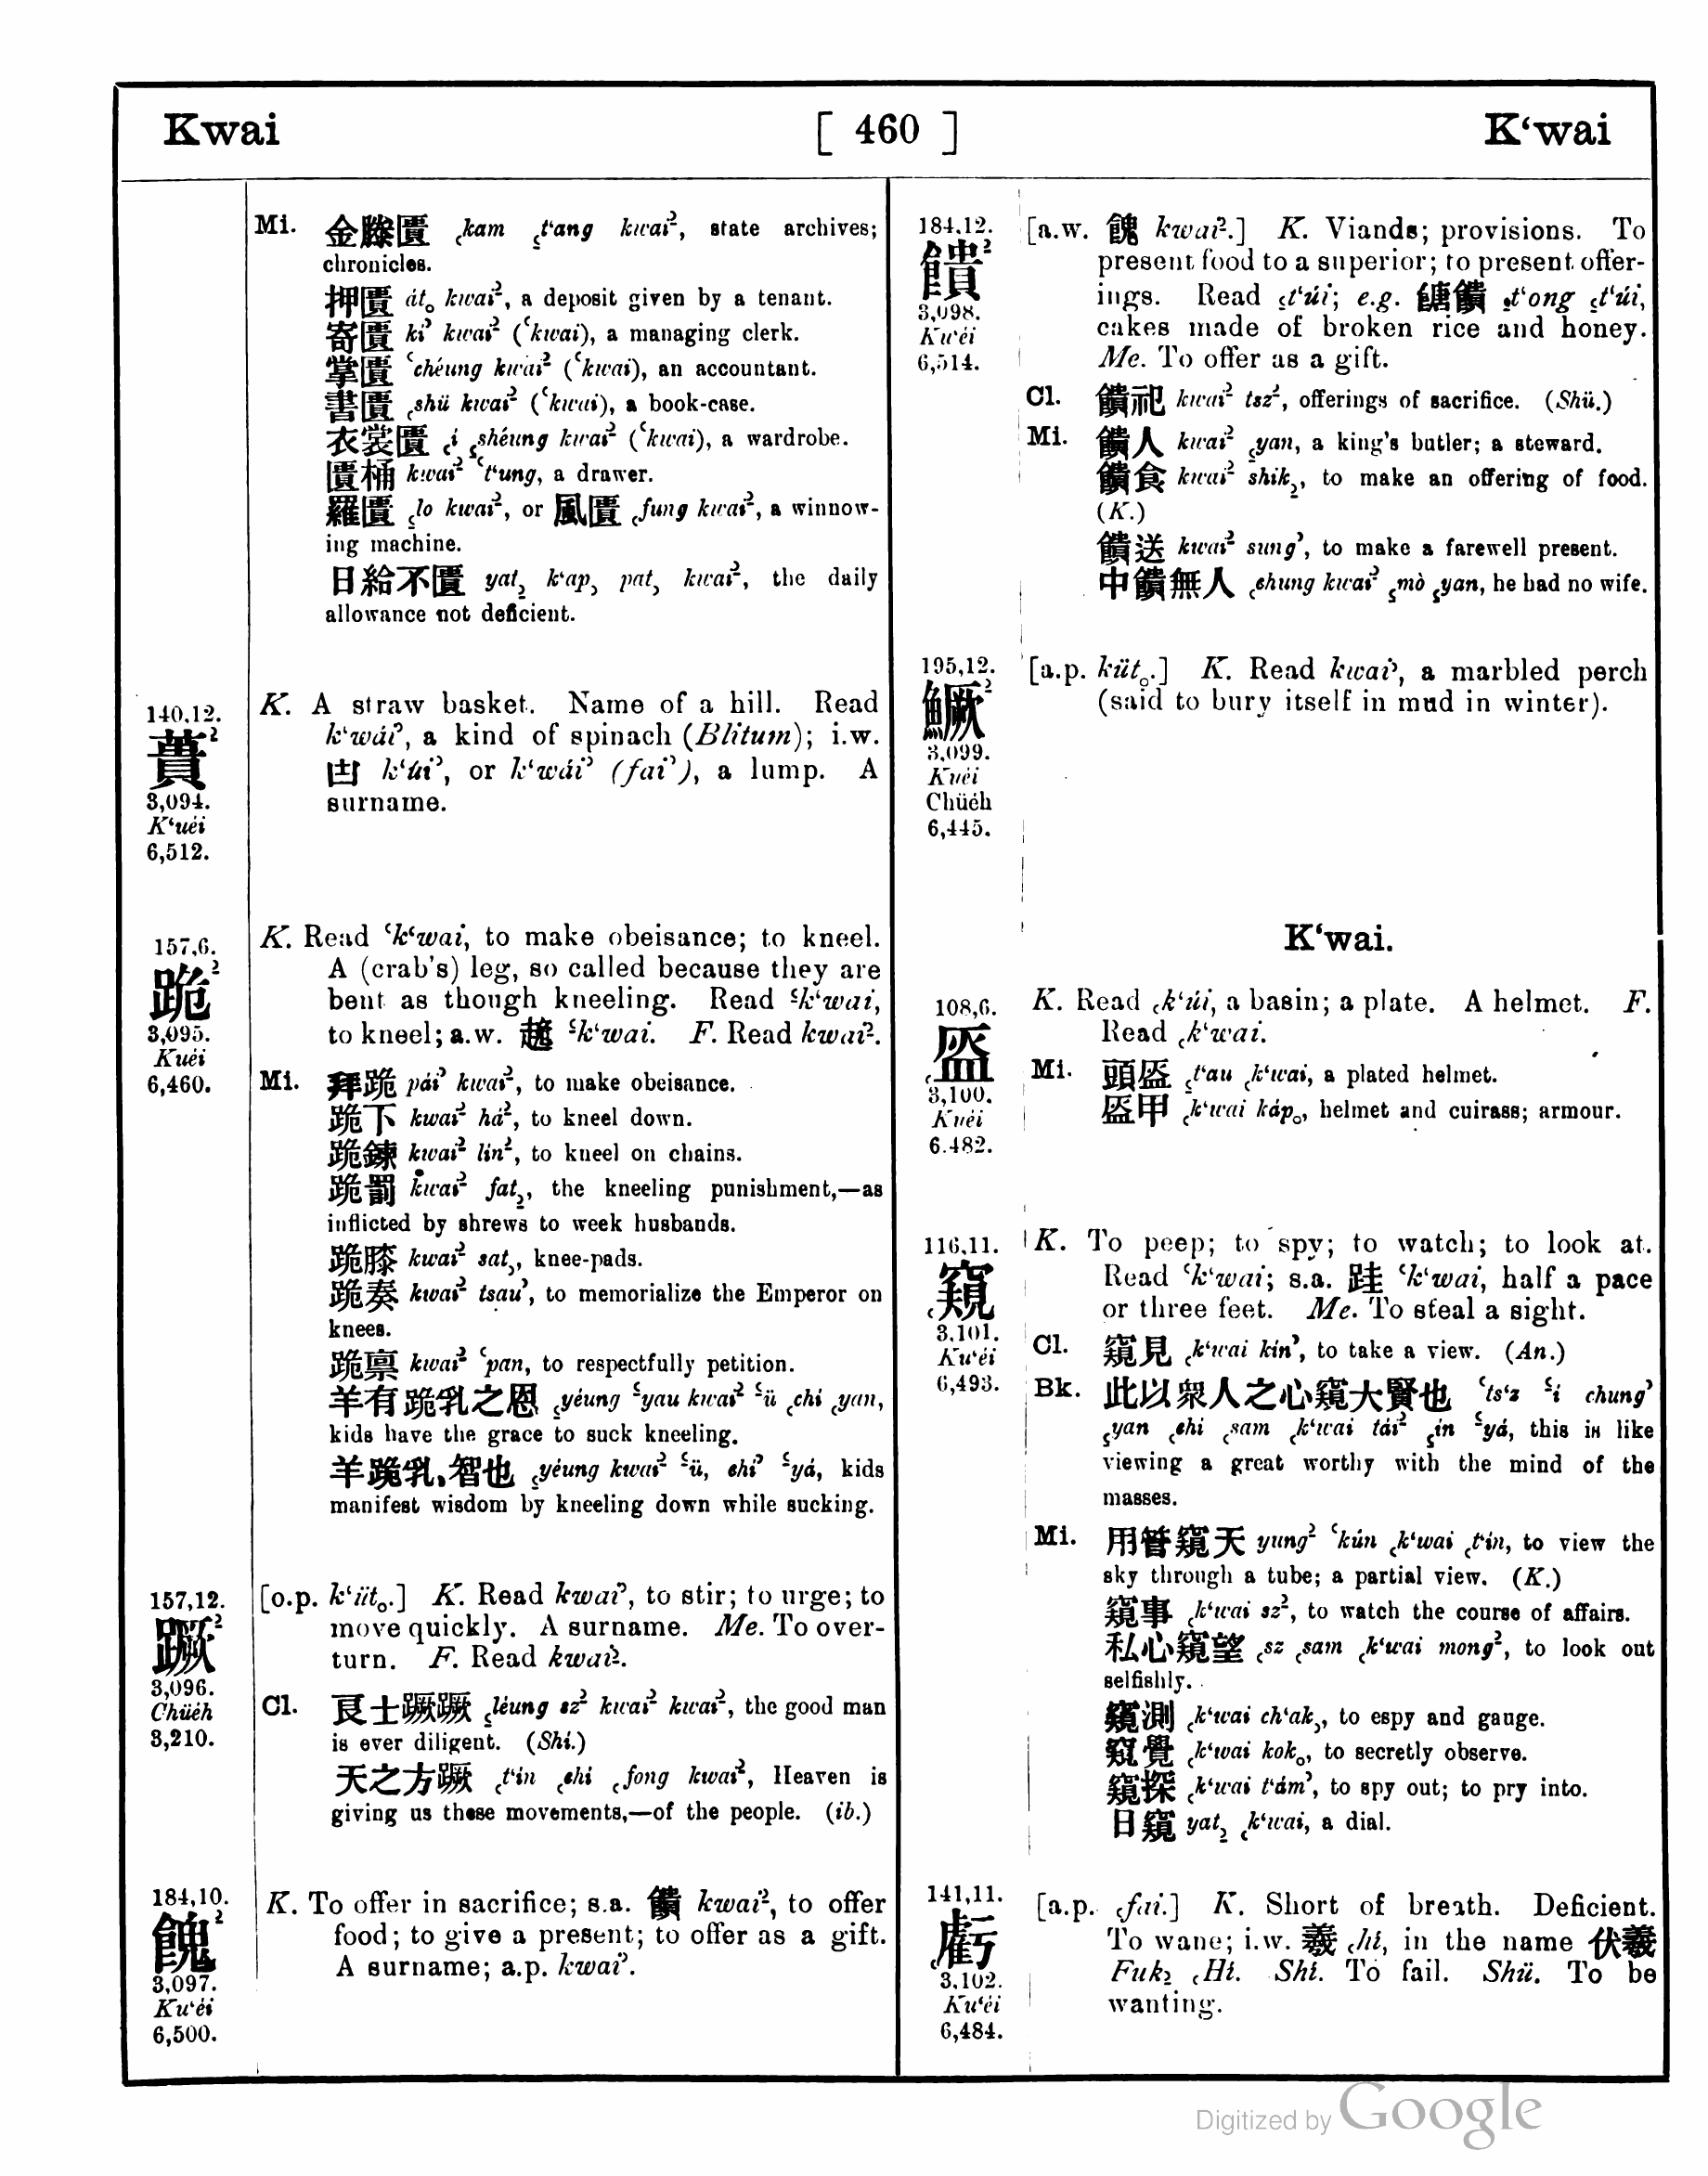 Kwai
[ 460 ]
K‘wai
Mi. 金縢匱 ꜀kam ꜁t‘ang kwai², state archives;
chronicles.
押匱 át。 kwai², a deposit given by a tenant.
寄匱 ki꜄ kwai² (꜂kwai), a managing clerk.
掌匱 ꜂chéung kwai² (꜂kwai), an accountant.
書匱 ꜀shü kwai² (꜂kwai), a book-case.
衣裳匱 ꜀i ꜁shéung kwai² (꜂kwai), a wardrobe.
匱桶 kwai² ꜂t‘ung, a drawer.
羅匱 ꜁lo kwai², or 風匱 ꜀fung kwai², a winnow-
ing machine.
日給不匱 yat꜇ k‘ap꜆ pat꜆ kwai², the daily
allowance not deficient.
140,12.
蕢²
3,094.
K‘uéi
6,512.
K. A straw basket. Name of a hill. Read
k‘wái꜄, a kind of spinach (Blitum); i.w.
凷 k‘úi꜄, or k‘wái꜄ (fai꜄), a lump. A
surname.
157,6.
跪²
3,095.
Kuéi
6,460.
K. Read ꜂k‘wai, to make obeisance; to kneel.
A (crab's) leg, so called because they are
bent as though kneeling. Read ꜃k‘wai,
to kneel; a.w. ꜃k‘wai. F. Read kwai².
Mi. 拜跪 pái꜄ kwai², to make obeisance.
跪下 kwai² há², to kneel down.
跪鍊 kwai² lin², to kneel on chains.
跪罰 kwai² fat꜇, the kneeling punishment,—as
inflicted by shrews to week husbands.
跪膝 kwai² sat꜆, knee-pads.
跪奏 kwai² tsau꜄, to memorialize the Emperor on
knees.
跪禀 kwai² ꜂pan, to respectfully petition.
羊有跪乳之恩 ꜁yéung ꜃yau kwai² ꜃ü ꜀chi ꜀yan,
kids have the grace to suck kneeling.
羊跪乳,智也 ꜁yéung kwai² ꜃ü, chi꜄ ꜃yá, kids
manifest wisdom by kneeling down while sucking.
157,12.
蹶²
3,096.
Chüéh
3,210.
[o.p. k‘üt。.] K. Read kwai꜄, to stir; to urge; to
move quickly. A surname. Me. To over-
turn. F. Read kwai².
Cl. 良士蹶蹶 ꜁léung sz² kwai² kwai², the good man
is ever diligent. (Shi.)
天之方蹶 ꜀t‘in ꜀chi ꜀fong kwai², Heaven is
giving us these movements,—of the people. (ib.)
184,10.
餽²
3,097.
Ku‘éi
6,500.
K. To offer in sacrifice; s.a. 饋 kwai², to offer
food; to give a present; to offer as a gift.
A surname; a.p. kwai꜄.
184,12.
饋²
3,098.
Ku‘éi
6,514.
[a.w. 餽 kwai².] K. Viands; provisions. To
present food to a superior; to present offer-
ings. Read ꜁t‘úi; e.g. 餹饋 ꜁t‘ong ꜁t‘úi,
cakes made of broken rice and honey.
Me. To offer as a gift.
Cl. 饋祀 kwai² tsz², offerings of sacrifice. (Shü.)
Mi. 饋人 kwai² ꜁yan, a king's butler; a steward.
饋食 kwai² shik꜇, to make an offering of food.
(K.)
饋送 kwai² sung꜄, to make a farewell present.
中饋無人 ꜀chung kwai² ꜁mò ꜁yan, he had no wife.
195,12.
鱖²
3,099.
Kuéi
Chüéh
6,445.
[a.p. küt。.] K. Read kwai꜄, a marbled perch
(said to bury itself in mud in winter).
K‘wai.
108,6.
꜀盔
3,100.
Kuéi
6.482.
K. Read ꜀k‘úi, a basin; a plate. A helmet. F.
Read ꜀k‘wai.
Mi. 頭盔 ꜁t‘au ꜀k‘wai, a plated helmet.
盔甲 ꜀k‘wai káp。, helmet and cuirass; armour.
116,11.
꜀窺
3,101.
Ku‘éi
6,493.
K. To peep; to spy; to watch; to look at.
Read ꜂k‘wai; s.a. 跬 ꜂k‘wai, half a pace
or three feet. Me. To steal a sight.
Cl. 窺見 ꜀k‘wai kin꜄, to take a view. (An.)
Bk. 此以衆人之心窺大賢也 ꜂ts‘z ꜃i chung꜄
꜁yan ꜀chi ꜀sam ꜀k‘wai tái² ꜁in ꜃yá, this is like
viewing a great worthy with the mind of the
masses.
Mi. 用管窺天 yung² ꜂kún ꜀k‘wai ꜀t‘in, to view the
sky through a tube; a partial view. (K.)
窺事 ꜀k‘wai sz², to watch the course of affairs.
私心窺望 ꜀sz ꜀sam ꜀k‘wai mong², to look out
selfishly.
窺測 ꜀k‘wai ch‘ak꜆, to espy and gauge.
窺覺 ꜀k‘wai kok。, to secretly observe.
窺探 ꜀k‘wai t‘ám꜄, to spy out; to pry into.
日窺 yat꜇ ꜀k‘wai, a dial.
141,11.
꜀虧
3,102.
Ku‘éi
6,484.
[a.p. ꜀fai.] K. Short of breath. Deficient.
To wane; i.w. 羲 ꜀hi, in the name 伏羲
Fuk꜇ ꜀Hi. Shi. To fail. Shü. To be
wanting.
Digitized by Google